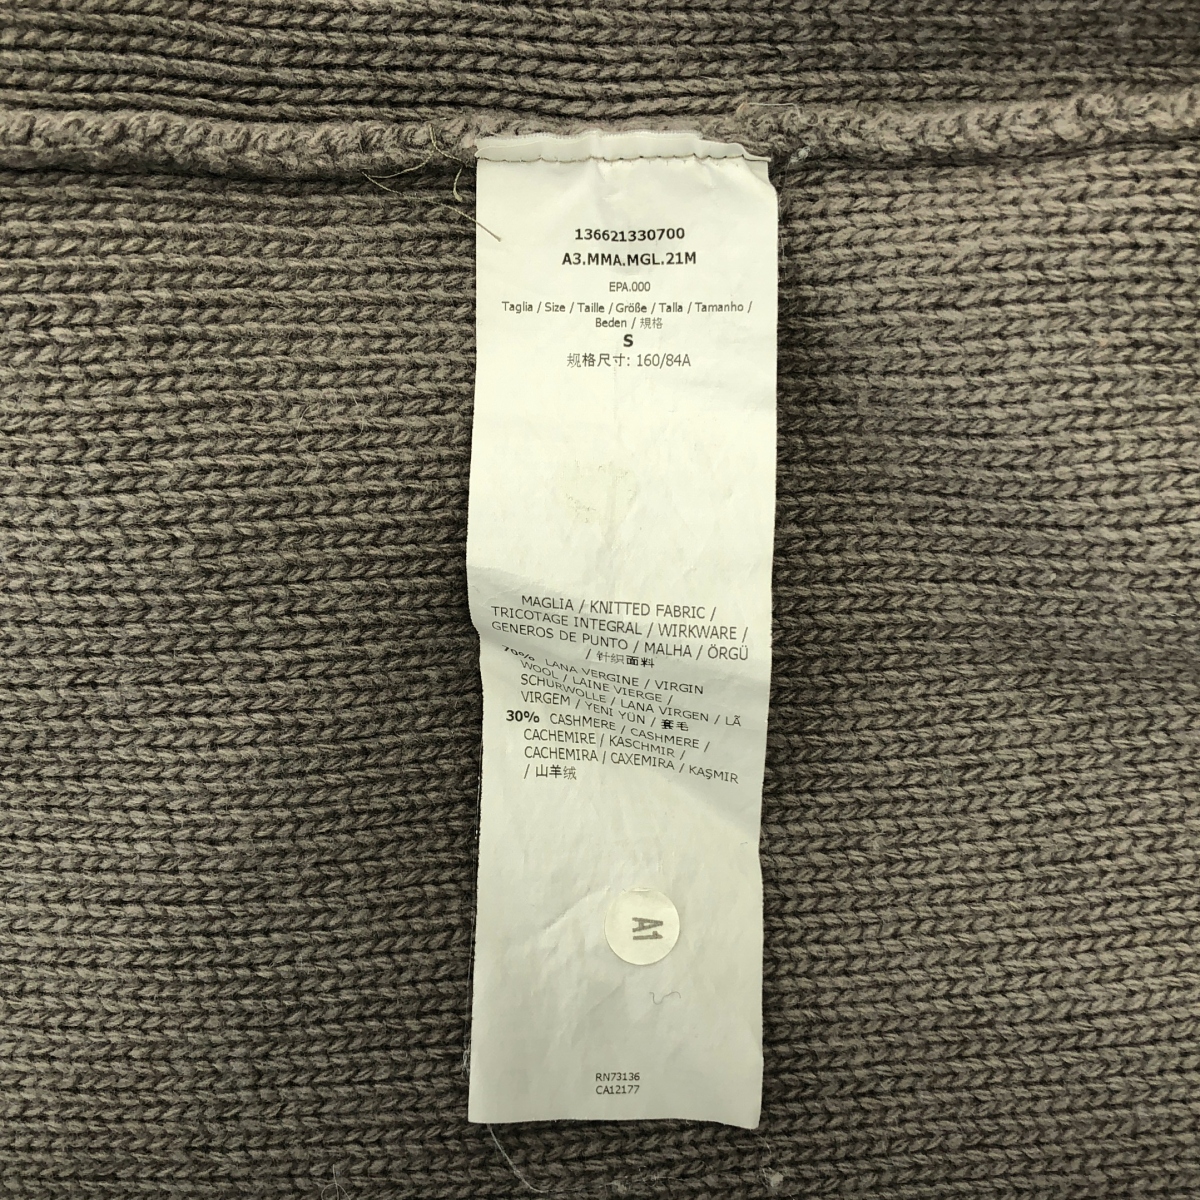 136621330700
A3.MMA.MGL.21M
EPA.000
Taglia / Size / Taille / Größe / Talla / Tamanho /
Beden / 規格
S
规格尺寸: 160/84A
MAGLIA / KNITTED FABRIC /
TRICOTAGE INTEGRAL / WIRKWARE /
GENEROS DE PUNTO / MALHA / ÖRGÜ
/ 针织面料
70% LANA VERGINE / VIRGIN
WOOL / LAINE VIERGE /
SCHURWOLLE / LANA VIRGEN / LÃ
VIRGEM / YENI YÜN / 套毛
30% CASHMERE / CASHMERE /
CACHEMIRE / KASCHMIR /
CACHEMIRA / CAXEMIRA / KAŞMIR
/ 山羊绒
A1
RN73136
CA12177